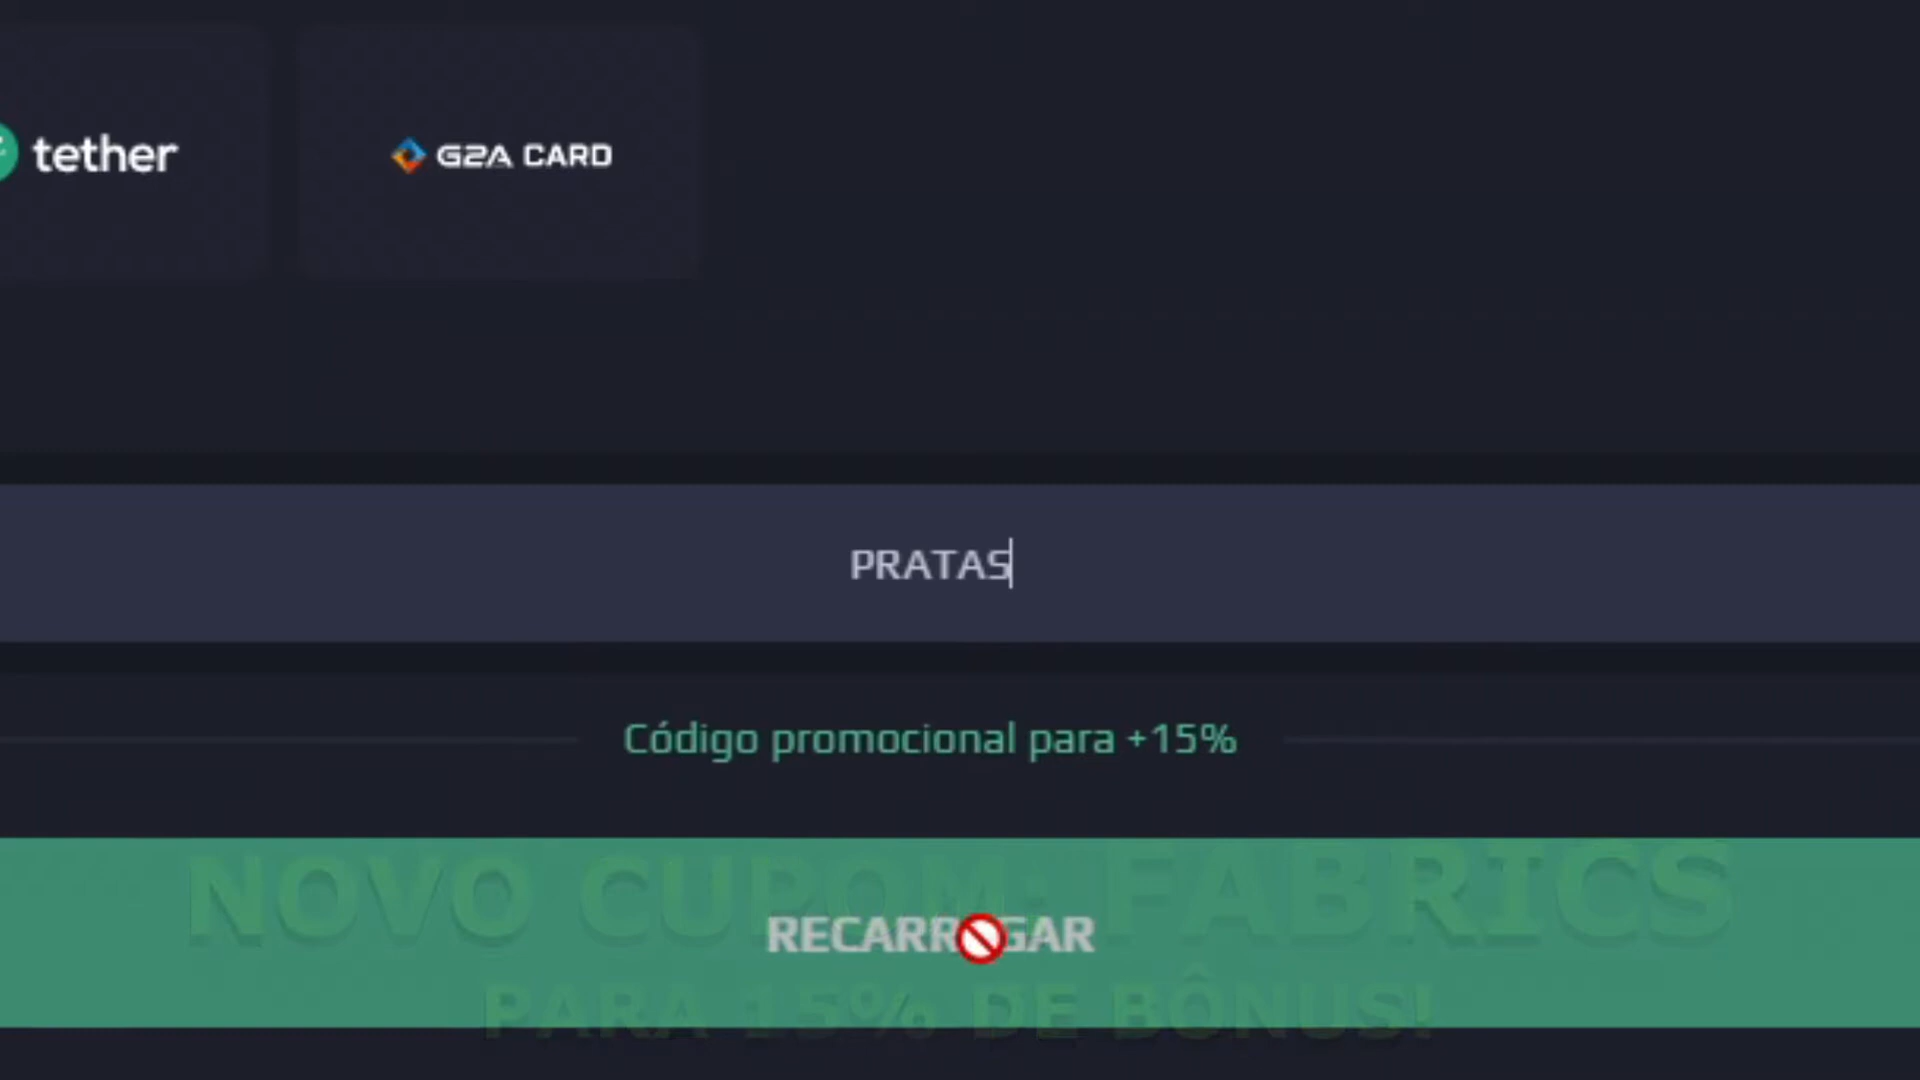 tether
G2A CARD
PRATAS
Código promocional para +15%
NOVO CUPOM: FABRICS
RECARREGAR
PARA 15% DE BÔNUS!